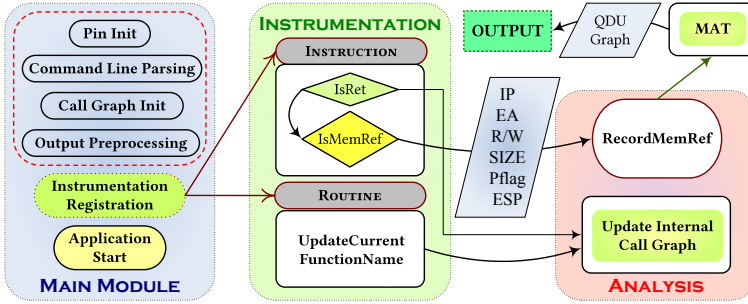 Pin Init
Command Line Parsing
Call Graph Init
Output Preprocessing
Instrumentation
Registration
Application
Start
MAIN MODULE
INSTRUMENTATION
INSTRUCTION
IsRet
IsMemRef
ROUTINE
UpdateCurrent
FunctionName
IP
EA
R/W
SIZE
Pflag
ESP
OUTPUT
QDU
Graph
MAT
RecordMemRef
Update Internal
Call Graph
ANALYSIS